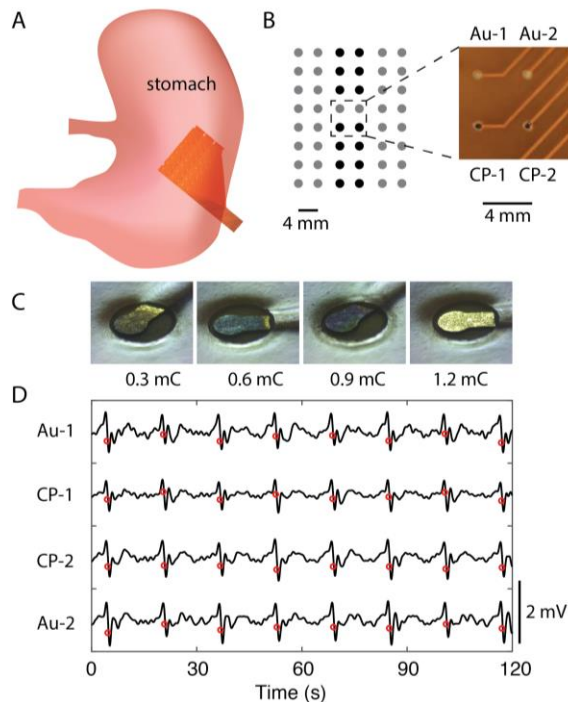 A
stomach
B
Au-1 Au-2
CP-1 CP-2
4 mm
4 mm
C
0.3 mC 0.6 mC 0.9 mC 1.2 mC
D
Au-1
CP-1
CP-2
Au-2
2 mV
0 30 60 90 120
Time (s)